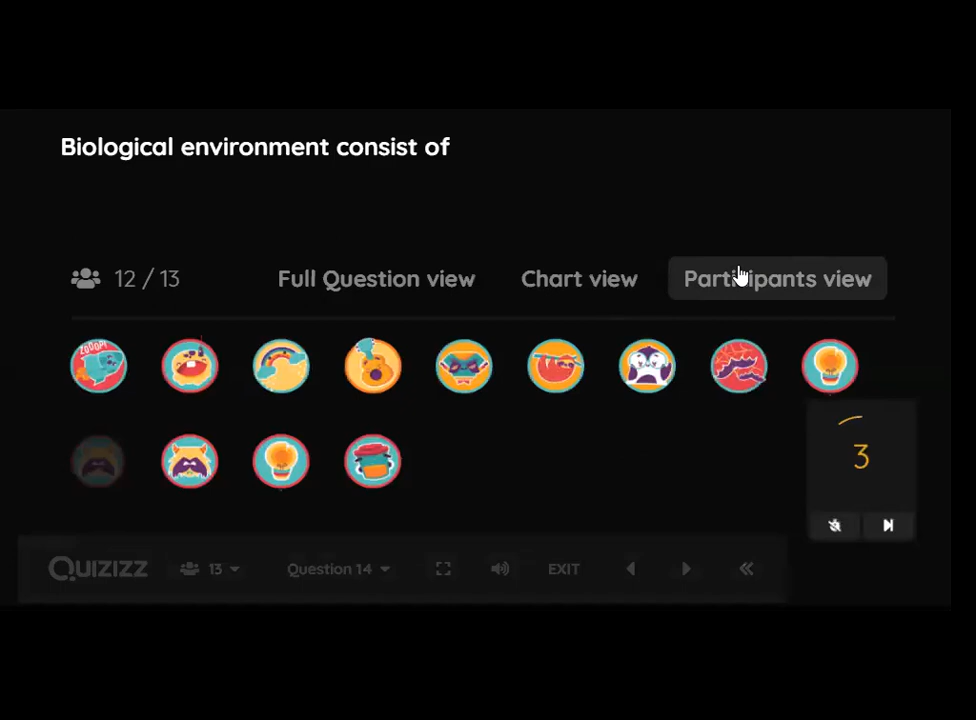 Biological environment consist of
12 / 13 Full Question view Chart view Participants view
ZOOOP!
3
QUIZIZZ 13 Question 14 EXIT